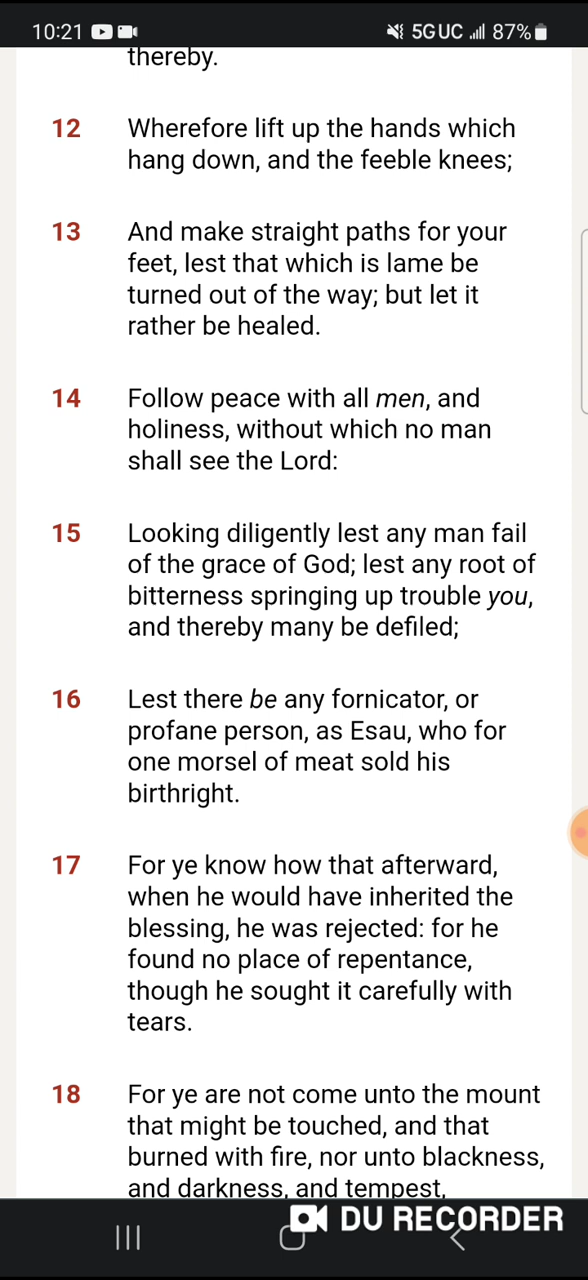 10:21 5G UC 87%
thereby.
12 Wherefore lift up the hands which
hang down, and the feeble knees;
13 And make straight paths for your
feet, lest that which is lame be
turned out of the way; but let it
rather be healed.
14 Follow peace with all men, and
holiness, without which no man
shall see the Lord:
15 Looking diligently lest any man fail
of the grace of God; lest any root of
bitterness springing up trouble you,
and thereby many be defiled;
16 Lest there be any fornicator, or
profane person, as Esau, who for
one morsel of meat sold his
birthright.
17 For ye know how that afterward,
when he would have inherited the
blessing, he was rejected: for he
found no place of repentance,
though he sought it carefully with
tears.
18 For ye are not come unto the mount
that might be touched, and that
burned with fire, nor unto blackness,
and darkness, and tempest,
DU RECORDER